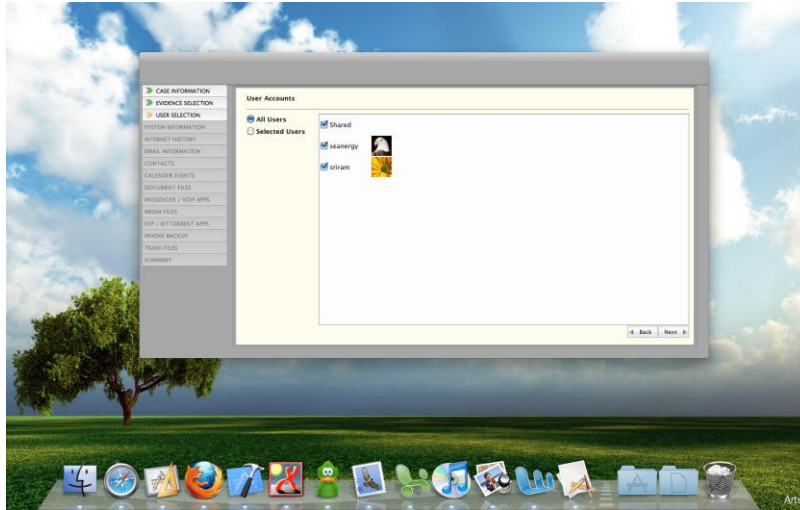 CASE INFORMATION
EVIDENCE SELECTION
USER SELECTION
SYSTEM INFORMATION
INTERNET HISTORY
EMAIL INFORMATION
CONTACTS
CALENDER EVENTS
DOCUMENT FILES
MESSENGER / VOIP APPS
MEDIA FILES
P2P / BITTORRENT APPS
IPHONE BACKUP
TRASH FILES
SUMMARY
User Accounts
All Users
Selected Users
Shared
seanergy
sriram
Back Next